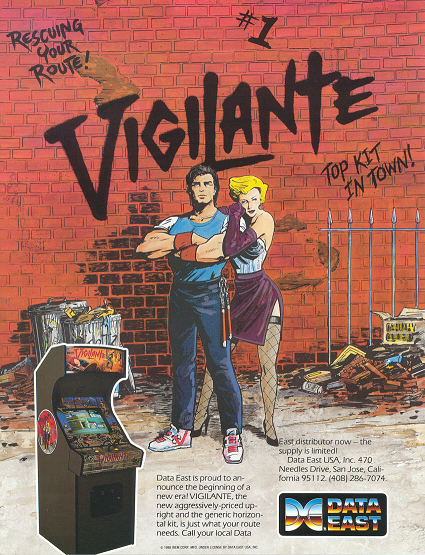 RESCUING
YOUR
ROUTE!
#1
VIGILANTE
TOP KIT
IN TOWN!
VIGILANTE
Data East is proud to an-
nounce the beginning of a
new era! VIGILANTE, the
new aggressively-priced up-
right and the generic horizon-
tal kit, is just what your route
needs. Call your local Data
East distributor now – the
supply is limited!
Data East USA, Inc. 470
Needles Drive, San Jose, Cali-
fornia 95112. (408) 286-7074.
DATA
EAST